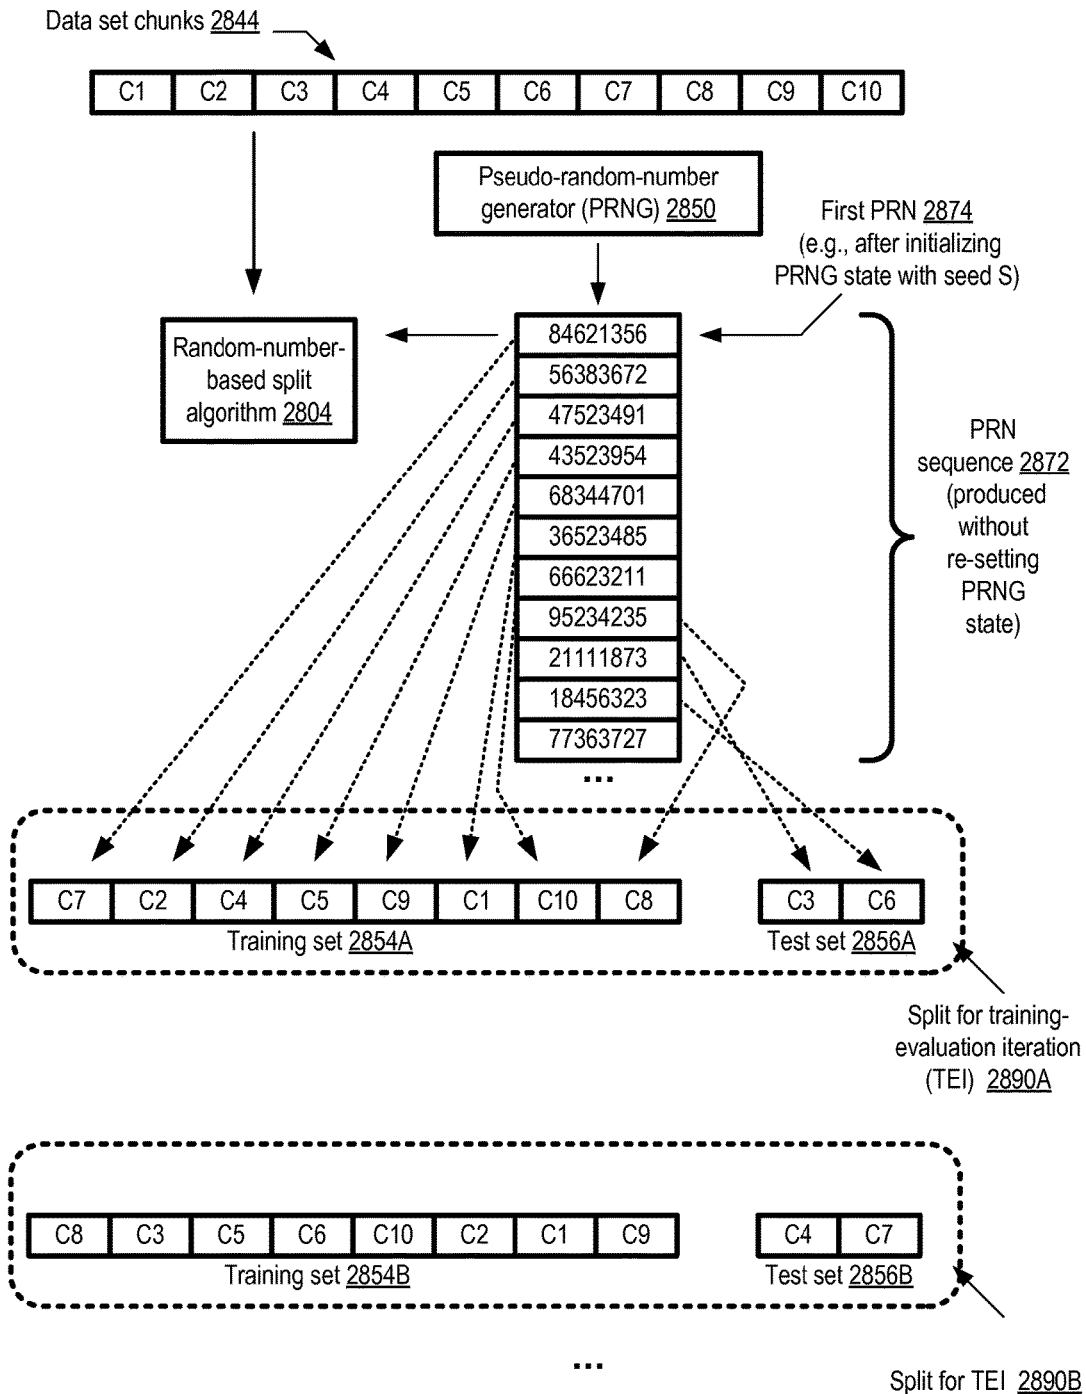 Data set chunks 2844
C1 C2 C3 C4 C5 C6 C7 C8 C9 C10
Pseudo-random-number
generator (PRNG) 2850
First PRN 2874
(e.g., after initializing
PRNG state with seed S)
Random-number-
based split
algorithm 2804
84621356
56383672
47523491
43523954
68344701
36523485
66623211
95234235
21111873
18456323
77363727
...
PRN
sequence 2872
(produced
without
re-setting
PRNG
state)
C7 C2 C4 C5 C9 C1 C10 C8
Training set 2854A
C3 C6
Test set 2856A
Split for training-
evaluation iteration
(TEI) 2890A
C8 C3 C5 C6 C10 C2 C1 C9
Training set 2854B
C4 C7
Test set 2856B
...
Split for TEI 2890B